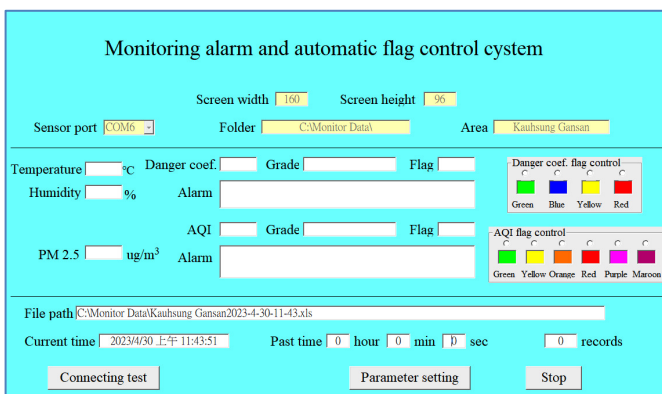 Monitoring alarm and automatic flag control cystem
Screen width 160 Screen height 96
Sensor port COM6 Folder C:\Monitor Data\ Area Kauhsung Gansan
Temperature °C Danger coef. Grade Flag Danger coef. flag control
Humidity % Alarm Green Blue Yellow Red
AQI Grade Flag AQI flag control
PM 2.5 ug/m³ Alarm Green Yellow Orange Red Purple Maroon
File path C:\Monitor Data\Kauhsung Gansan2023-4-30-11-43.xls
Current time 2023/4/30 上午 11:43:51 Past time 0 hour 0 min 0 sec 0 records
Connecting test Parameter setting Stop